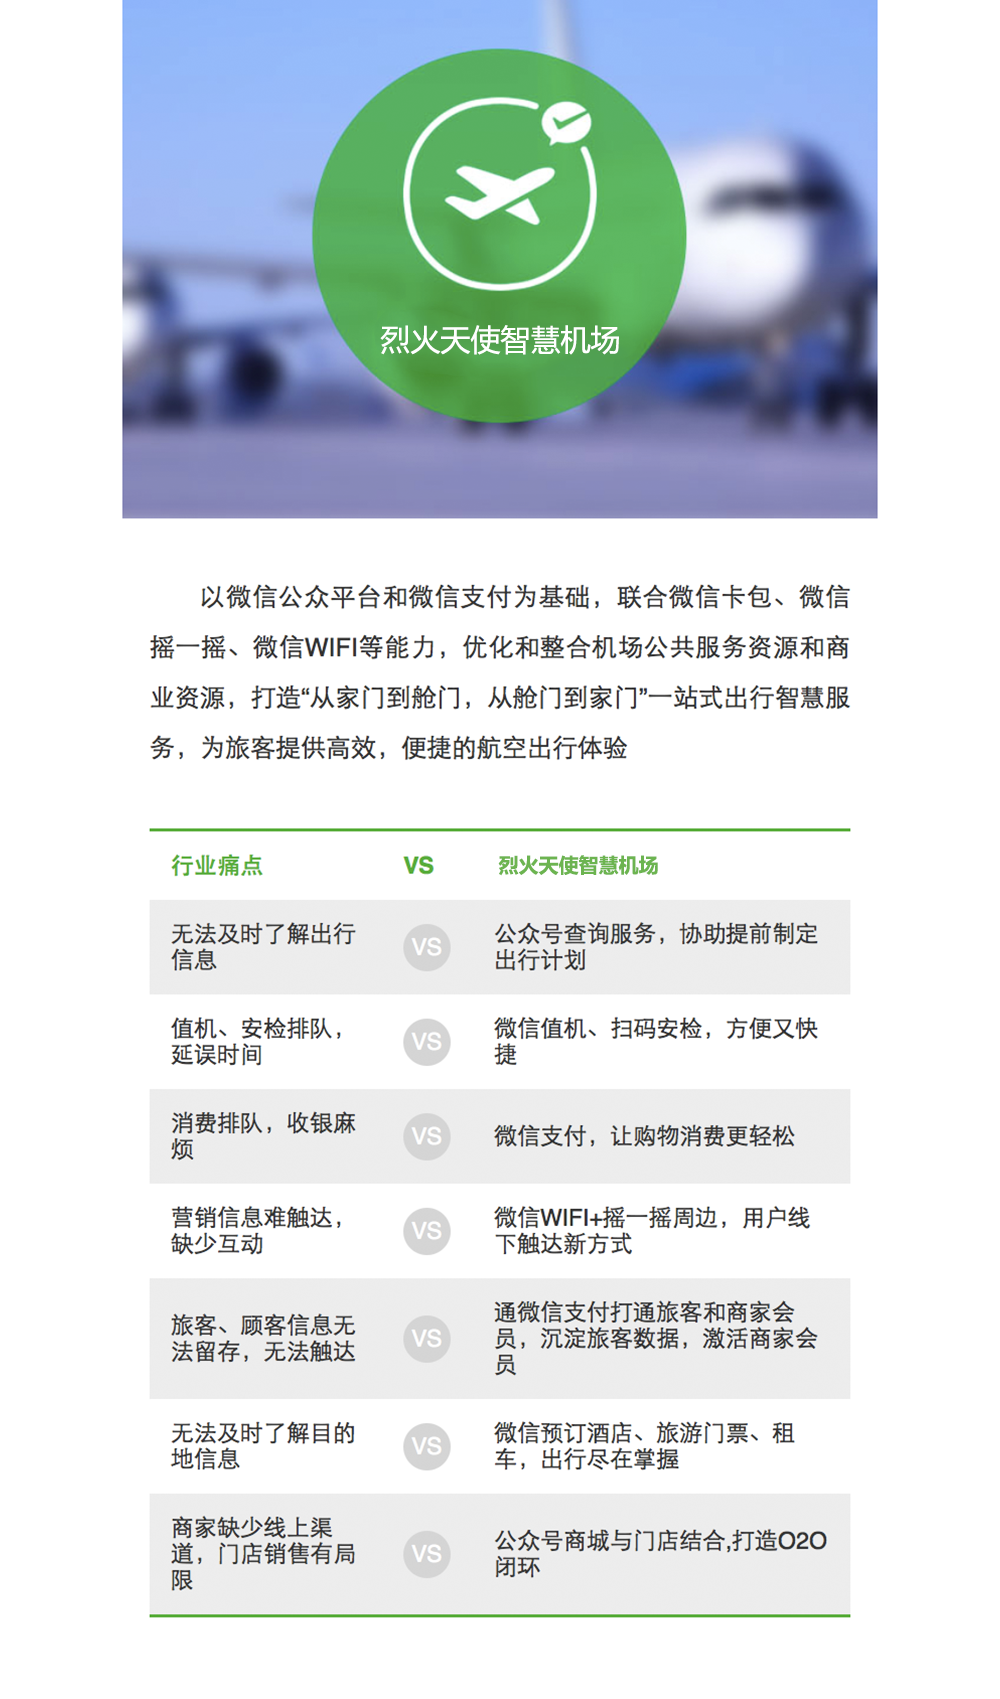 烈火天使智慧机场
以微信公众平台和微信支付为基础，联合微信卡包、微信
摇一摇、微信WIFI等能力，优化和整合机场公共服务资源和商
业资源，打造“从家门到舱门，从舱门到家门”一站式出行智慧服
务，为旅客提供高效，便捷的航空出行体验
行业痛点 VS 烈火天使智慧机场
无法及时了解出行
信息
VS
公众号查询服务，协助提前制定
出行计划
值机、安检排队，
延误时间
VS
微信值机、扫码安检，方便又快
捷
消费排队，收银麻
烦
VS
微信支付，让购物消费更轻松
营销信息难触达，
缺少互动
VS
微信WIFI+摇一摇周边，用户线
下触达新方式
旅客、顾客信息无
法留存，无法触达
VS
通微信支付打通旅客和商家会
员，沉淀旅客数据，激活商家会
员
无法及时了解目的
地信息
VS
微信预订酒店、旅游门票、租
车，出行尽在掌握
商家缺少线上渠
道，门店销售有局
限
VS
公众号商城与门店结合,打造O2O
闭环